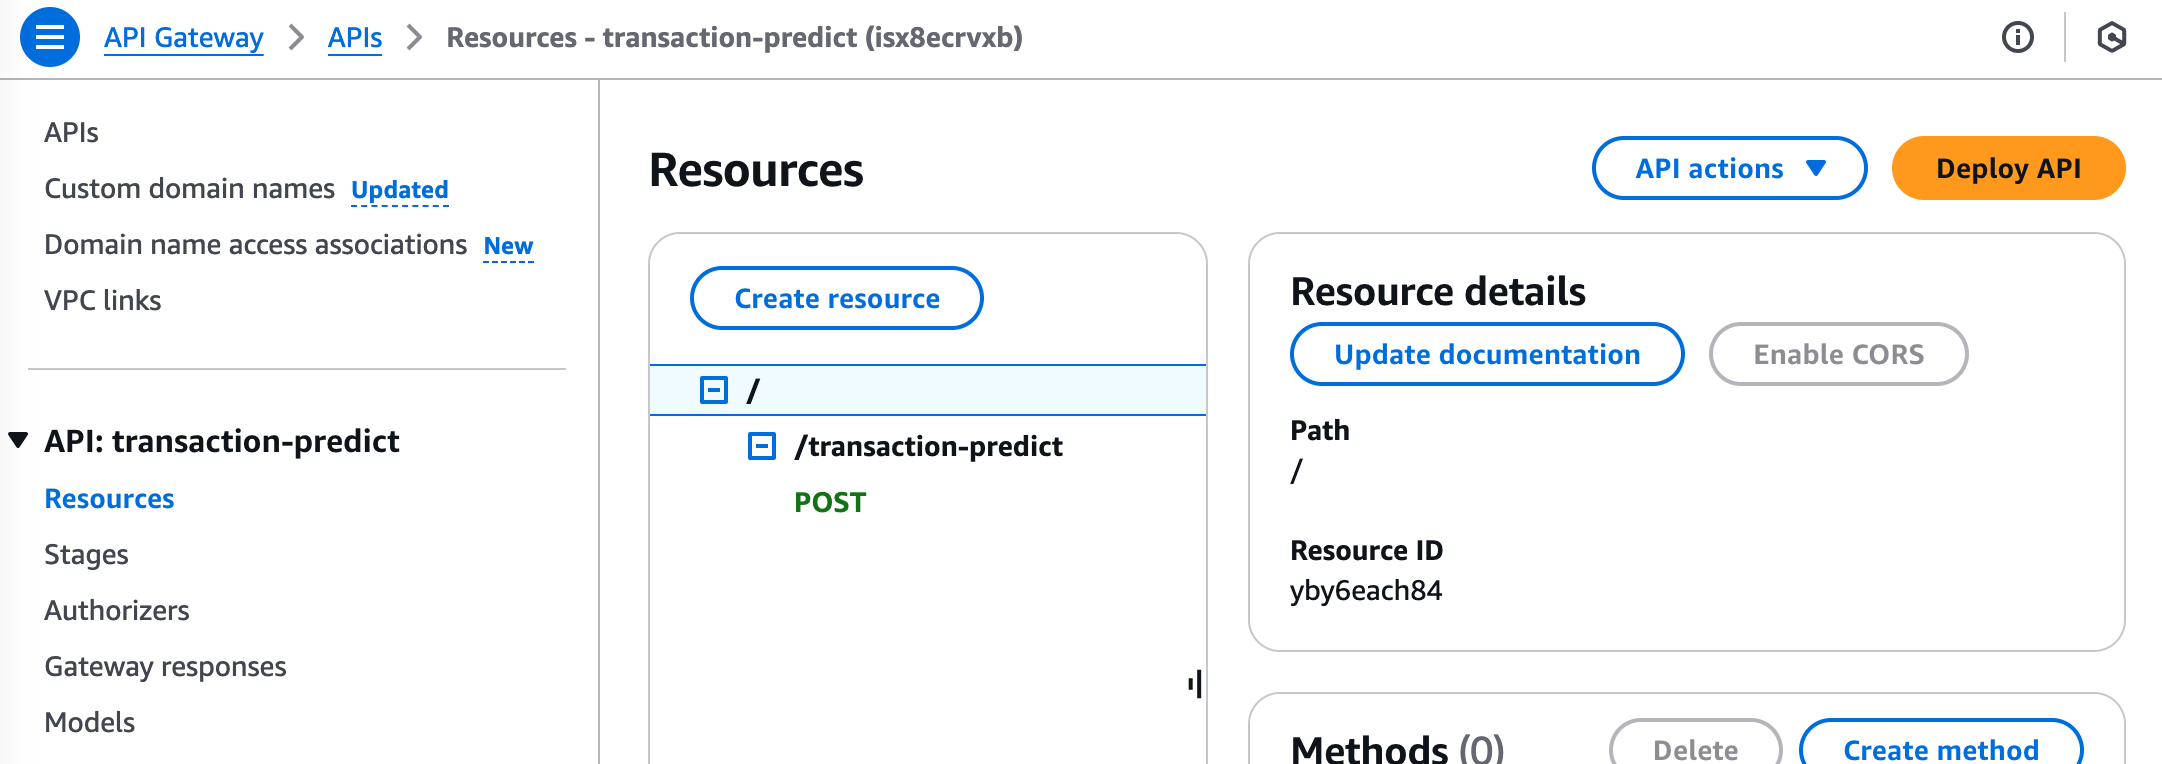 API Gateway > APIs > Resources - transaction-predict (isx8ecrvxb)
APIs
Custom domain names Updated
Domain name access associations New
VPC links
API: transaction-predict
Resources
Stages
Authorizers
Gateway responses
Models
Resources
API actions
Deploy API
Create resource
/
/transaction-predict
POST
Resource details
Update documentation
Enable CORS
Path
/
Resource ID
yby6each84
Methods (0)
Delete
Create method